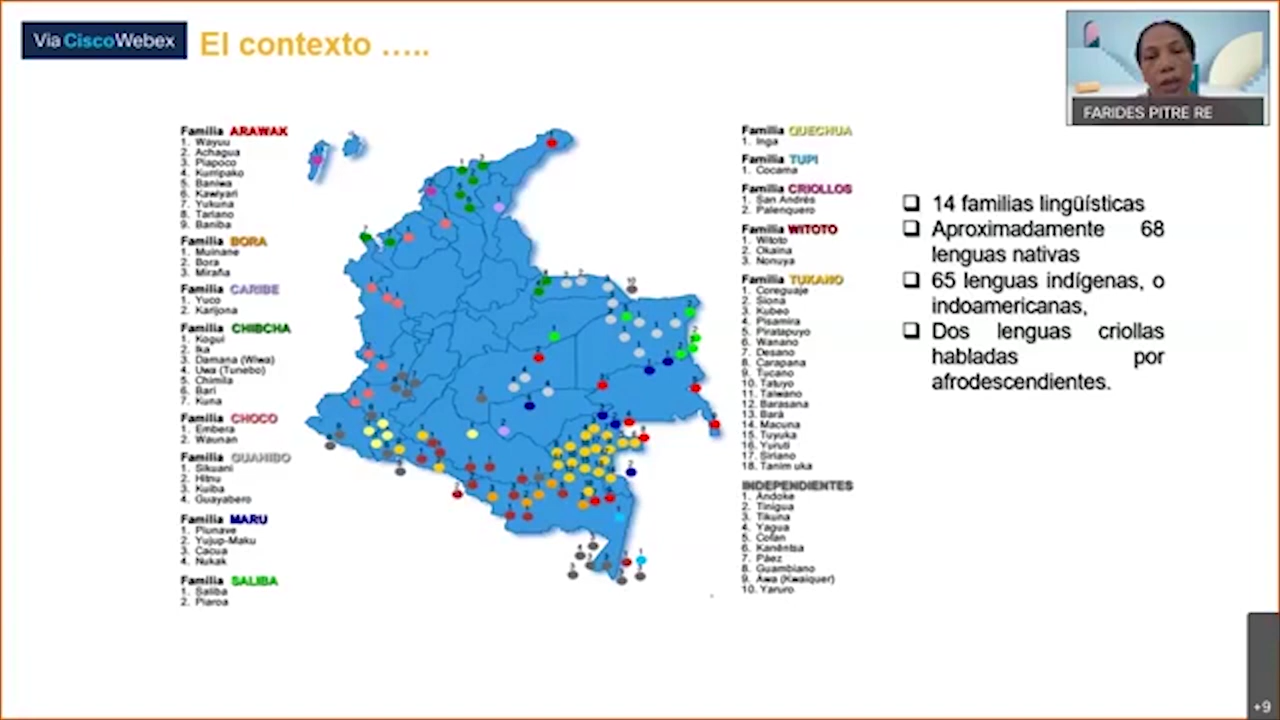 Via CiscoWebex
El contexto .....
FARIDES PITRE RE
Familia ARAWAK
1. Wayuu
2. Achagua
3. Piapoco
4. Kurripako
5. Baniwa
6. Kawiyari
7. Yukuna
8. Tariano
9. Baniba
Familia BORA
1. Muinane
2. Bora
3. Miraña
Familia CARIBE
1. Yuco
2. Karijona
Familia CHIBCHA
1. Kogui
2. Ika
3. Damana (Wiwa)
4. Uwa (Tunebo)
5. Chimila
6. Bari
7. Kuna
Familia CHOCO
1. Embera
2. Waunan
Familia GUAHIBO
1. Sikuani
2. Hitnu
3. Kuiba
4. Guayabero
Familia MAKU
1. Piunave
2. Yujup-Maku
3. Cacua
4. Nukak
Familia SALIBA
1. Saliba
2. Piaroa
Familia QUECHUA
1. Inga
Familia TUPI
1. Cocama
Familia CRIOLLOS
1. San Andrés
2. Palenquero
Familia WITOTO
1. Witoto
2. Okaina
3. Nonuya
Familia TUKANO
1. Coreguaje
2. Siona
3. Kubeo
4. Pisamira
5. Piratapuyo
6. Wanano
7. Desano
8. Carapana
9. Tucano
10. Tatuyo
11. Taiwano
12. Barasana
13. Bará
14. Macuna
15. Tuyuka
16. Yuruti
17. Siriano
18. Tanim uka
INDEPENDIENTES
1. Andoke
2. Tinigua
3. Tikuna
4. Yagua
5. Cofan
6. Kanëntsa
7. Páez
8. Guambiano
9. Awa (Kwaiquer)
10. Yaruro
14 familias lingüísticas
Aproximadamente 68
lenguas nativas
65 lenguas indígenas, o
indoamericanas,
Dos lenguas criollas
habladas por
afrodescendientes.
+9